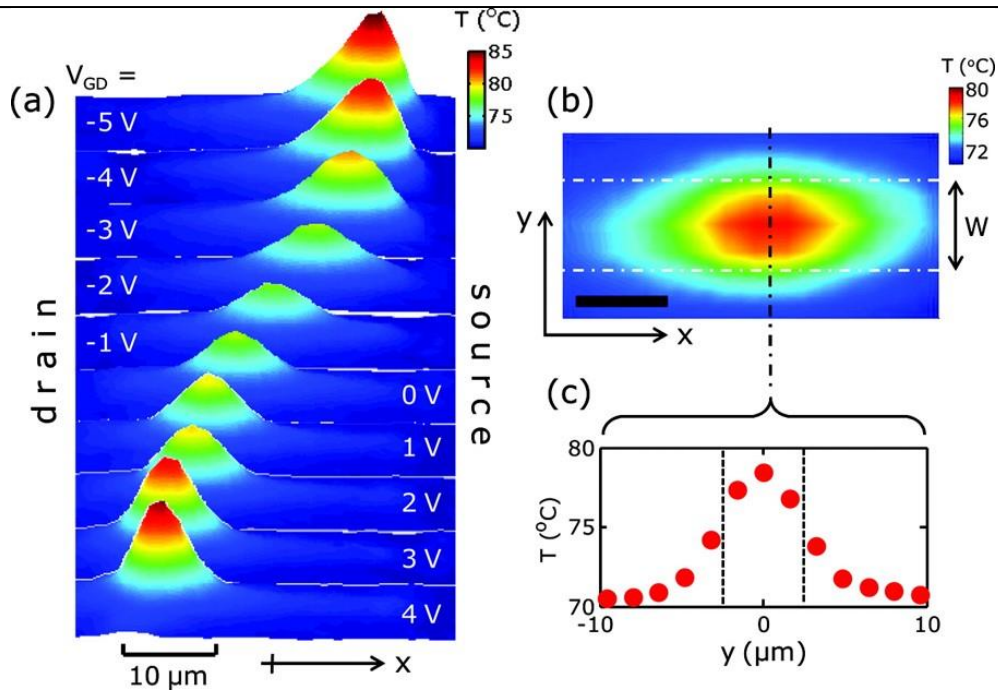 (a)
V_GD =
-5 V
-4 V
-3 V
-2 V
-1 V
0 V
1 V
2 V
3 V
4 V
drain
source
T (°C)
85
80
75
10 μm
x
(b)
T (°C)
80
76
72
y
x
W
(c)
T (°C)
80
75
70
-10
0
10
y (μm)